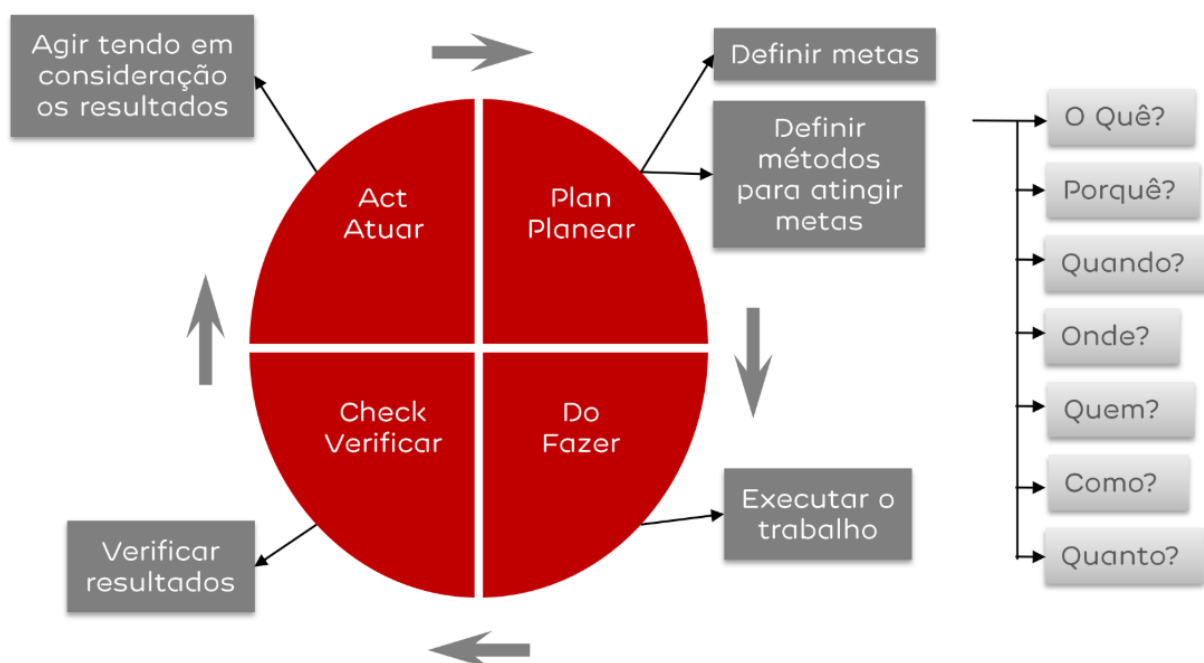 Agir tendo em
consideração
os resultados
Definir metas
Definir
métodos
para atingir
metas
O Quê?
Porquê?
Quando?
Onde?
Quem?
Como?
Quanto?
Act
Atuar
Plan
Planear
Check
Verificar
Do
Fazer
Executar o
trabalho
Verificar
resultados